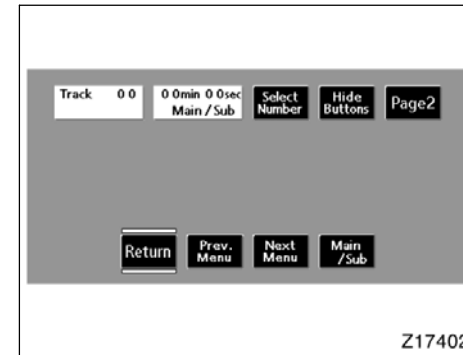 Track 0 0
0 0min 0 0sec
Main / Sub
Select
Number
Hide
Buttons
Page2
Return
Prev.
Menu
Next
Menu
Main
/Sub
Z17402